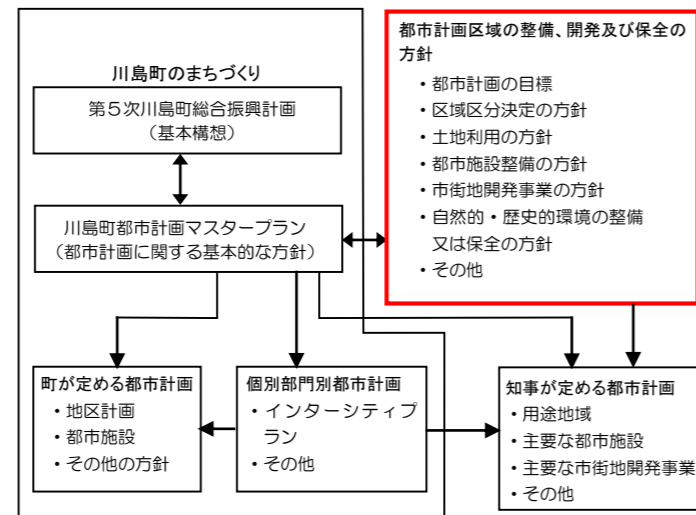 川島町のまちづくり
第５次川島町総合振興計画
（基本構想）
川島町都市計画マスタープラン
（都市計画に関する基本的な方針）
都市計画区域の整備、開発及び保全の
方針
・都市計画の目標
・区域区分決定の方針
・土地利用の方針
・都市施設整備の方針
・市街地開発事業の方針
・自然的・歴史的環境の整備
又は保全の方針
・その他
町が定める都市計画
・地区計画
・都市施設
・その他の方針
個別部門別都市計画
・インターシティプ
ラン
・その他
知事が定める都市計画
・用途地域
・主要な都市施設
・主要な市街地開発事業
・その他